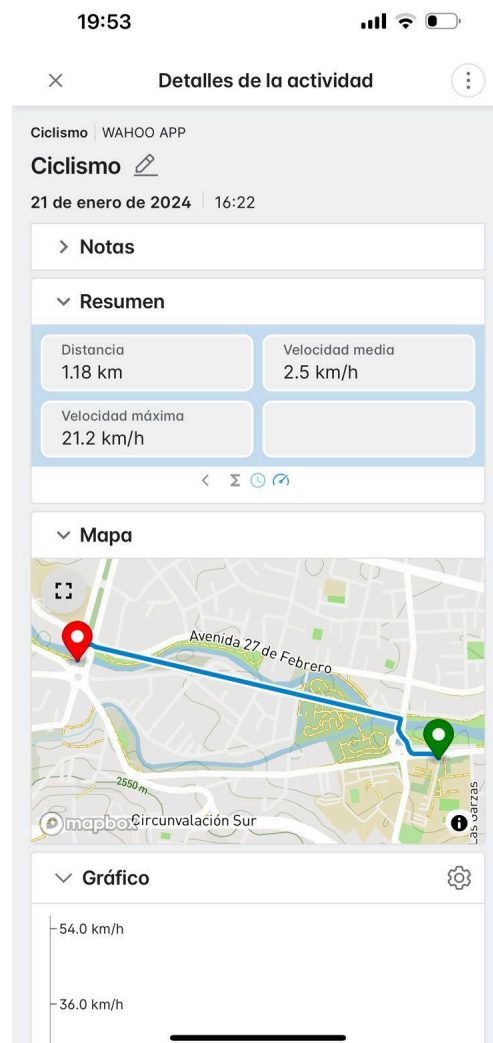 19:53
Detalles de la actividad
Ciclismo WAHOO APP
Ciclismo
21 de enero de 2024 16:22
Notas
Resumen
Distancia
1.18 km
Velocidad media
2.5 km/h
Velocidad máxima
21.2 km/h
Mapa
Avenida 27 de Febrero
2550 m
mapbox
Circunvalación Sur
Las Garzas
Gráfico
54.0 km/h
36.0 km/h